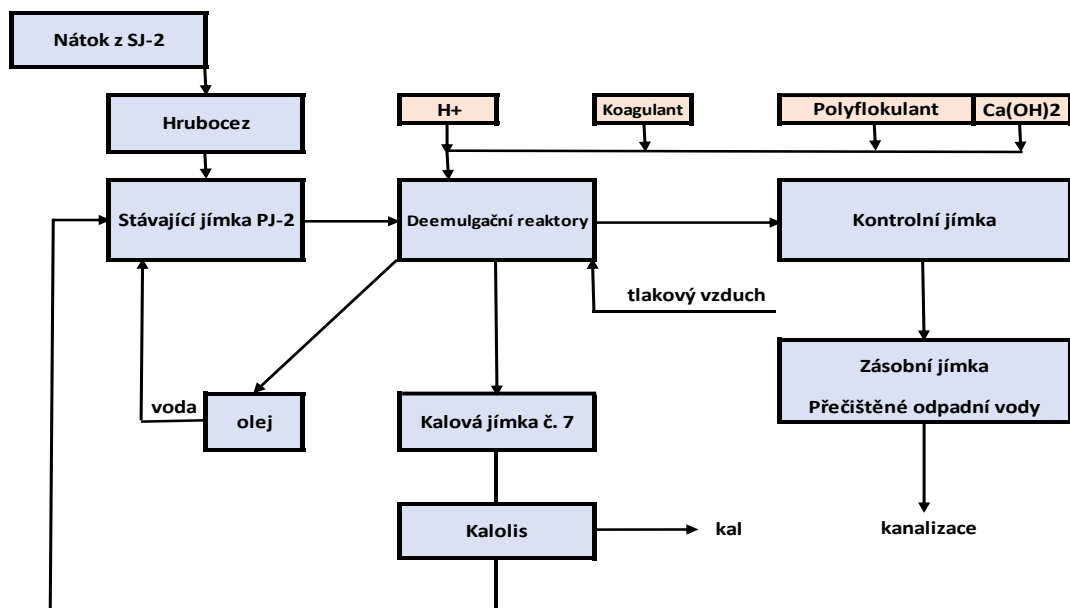 Nátok z SJ-2
Hrubocez
H+
Koagulant
Polyflokulant
Ca(OH)2
Stávající jímka PJ-2
Deemulgační reaktory
Kontrolní jímka
tlakový vzduch
Zásobní jímka
Přečištěné odpadní vody
voda
olej
Kalová jímka č. 7
Kalolis
kal
kanalizace